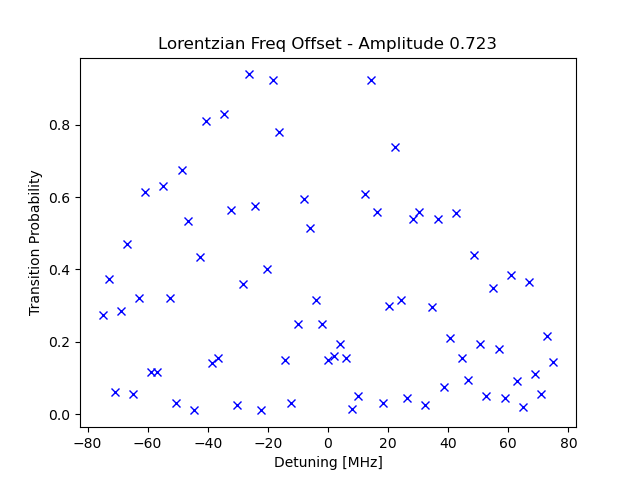 Lorentzian Freq Offset - Amplitude 0.723
Transition Probability
0.8
0.6
0.4
0.2
0.0
−80 −60 −40 −20 0 20 40 60 80
Detuning [MHz]